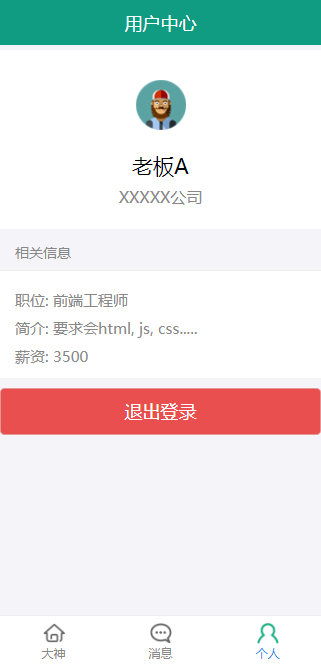 用户中心
老板A
XXXXX公司
相关信息
职位: 前端工程师
简介: 要求会html, js, css.....
薪资: 3500
退出登录
大神
消息
个人